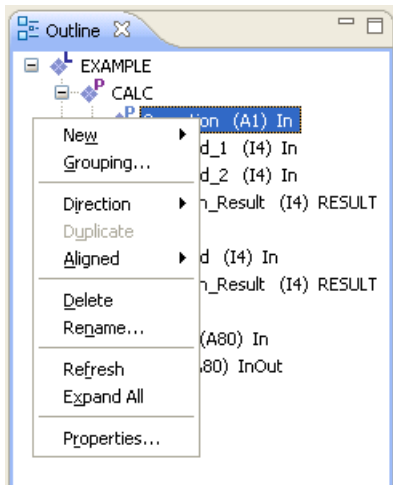 Outline
EXAMPLE
L
CALC
P
P
ion (A1) In
d_1 (I4) In
d_2 (I4) In
n_Result (I4) RESULT
d (I4) In
n_Result (I4) RESULT
(A80) In
80) InOut
New
Grouping...
Direction
Duplicate
Aligned
Delete
Rename...
Refresh
Expand All
Properties...